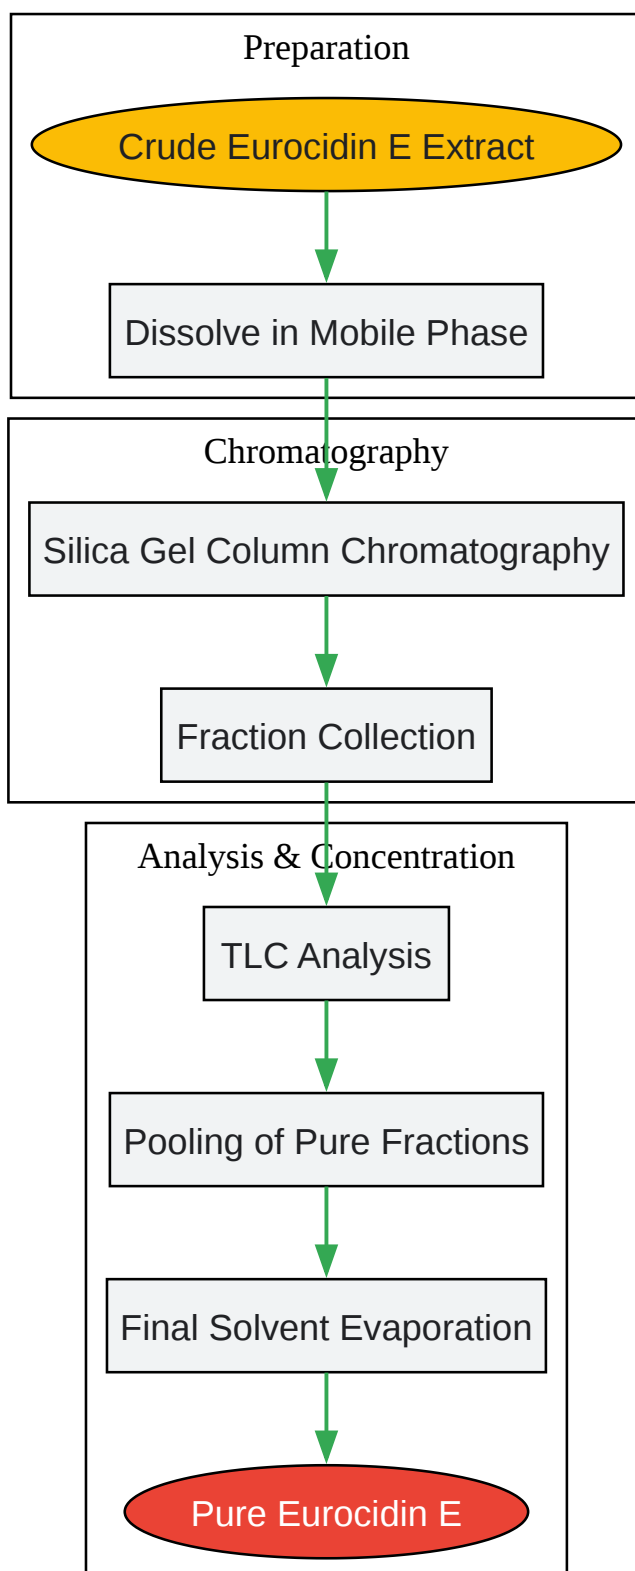 Preparation
Crude Eurocidin E Extract
Dissolve in Mobile Phase
Chromatography
Silica Gel Column Chromatography
Fraction Collection
Analysis & Concentration
TLC Analysis
Pooling of Pure Fractions
Final Solvent Evaporation
Pure Eurocidin E